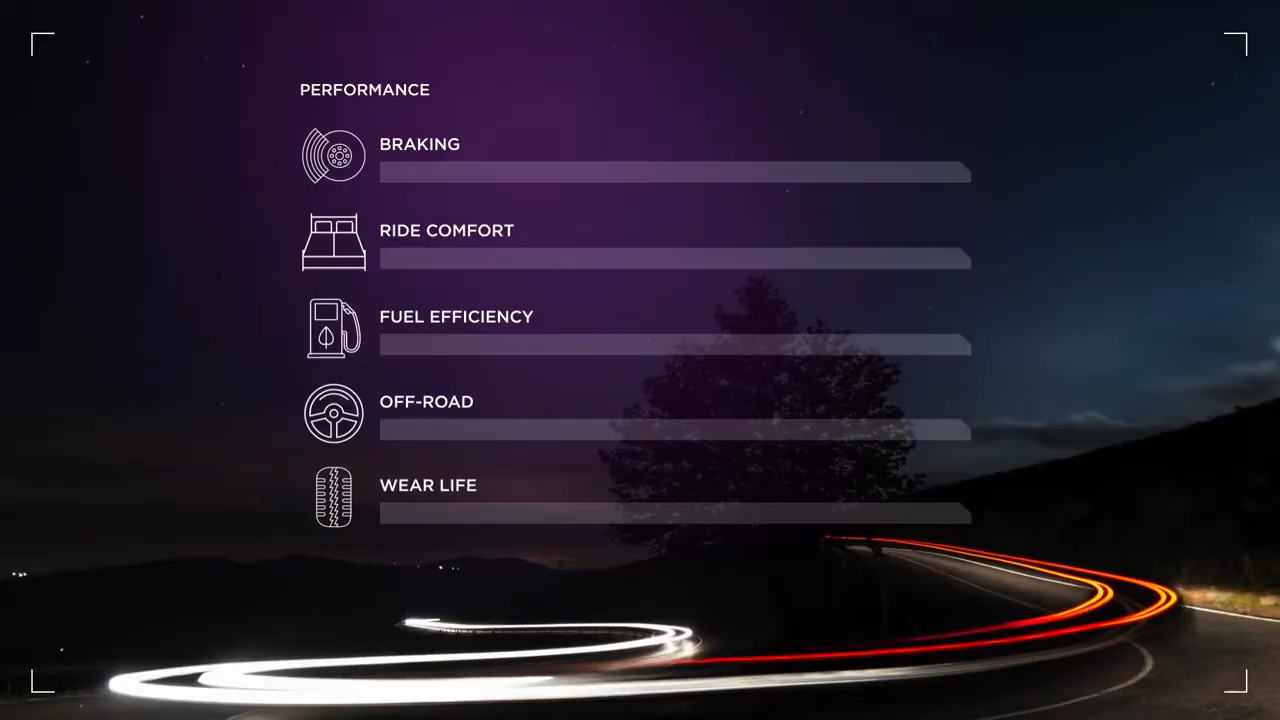 PERFORMANCE
BRAKING
RIDE COMFORT
FUEL EFFICIENCY
OFF-ROAD
WEAR LIFE